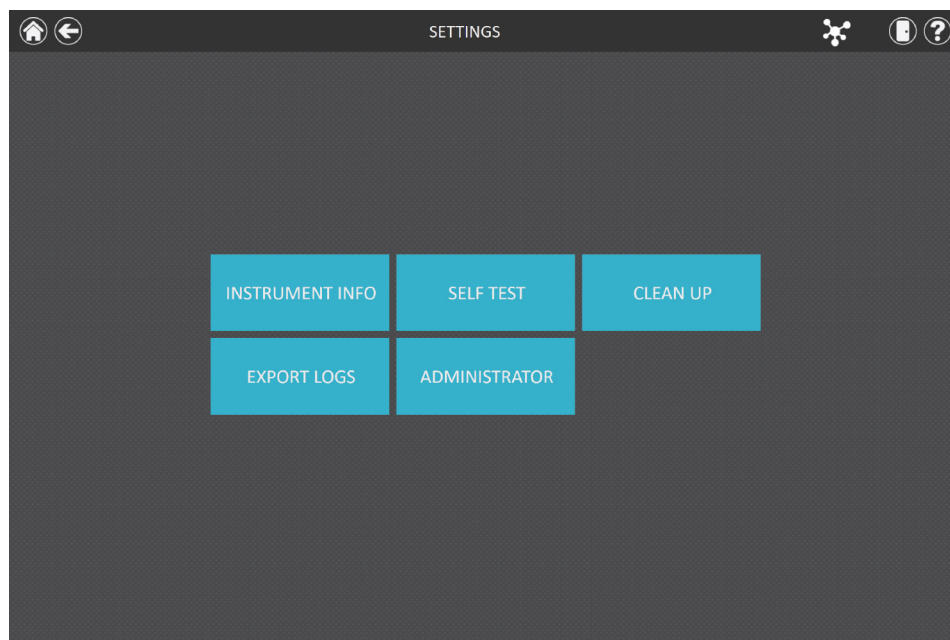 SETTINGS
INSTRUMENT INFO
SELF TEST
CLEAN UP
EXPORT LOGS
ADMINISTRATOR